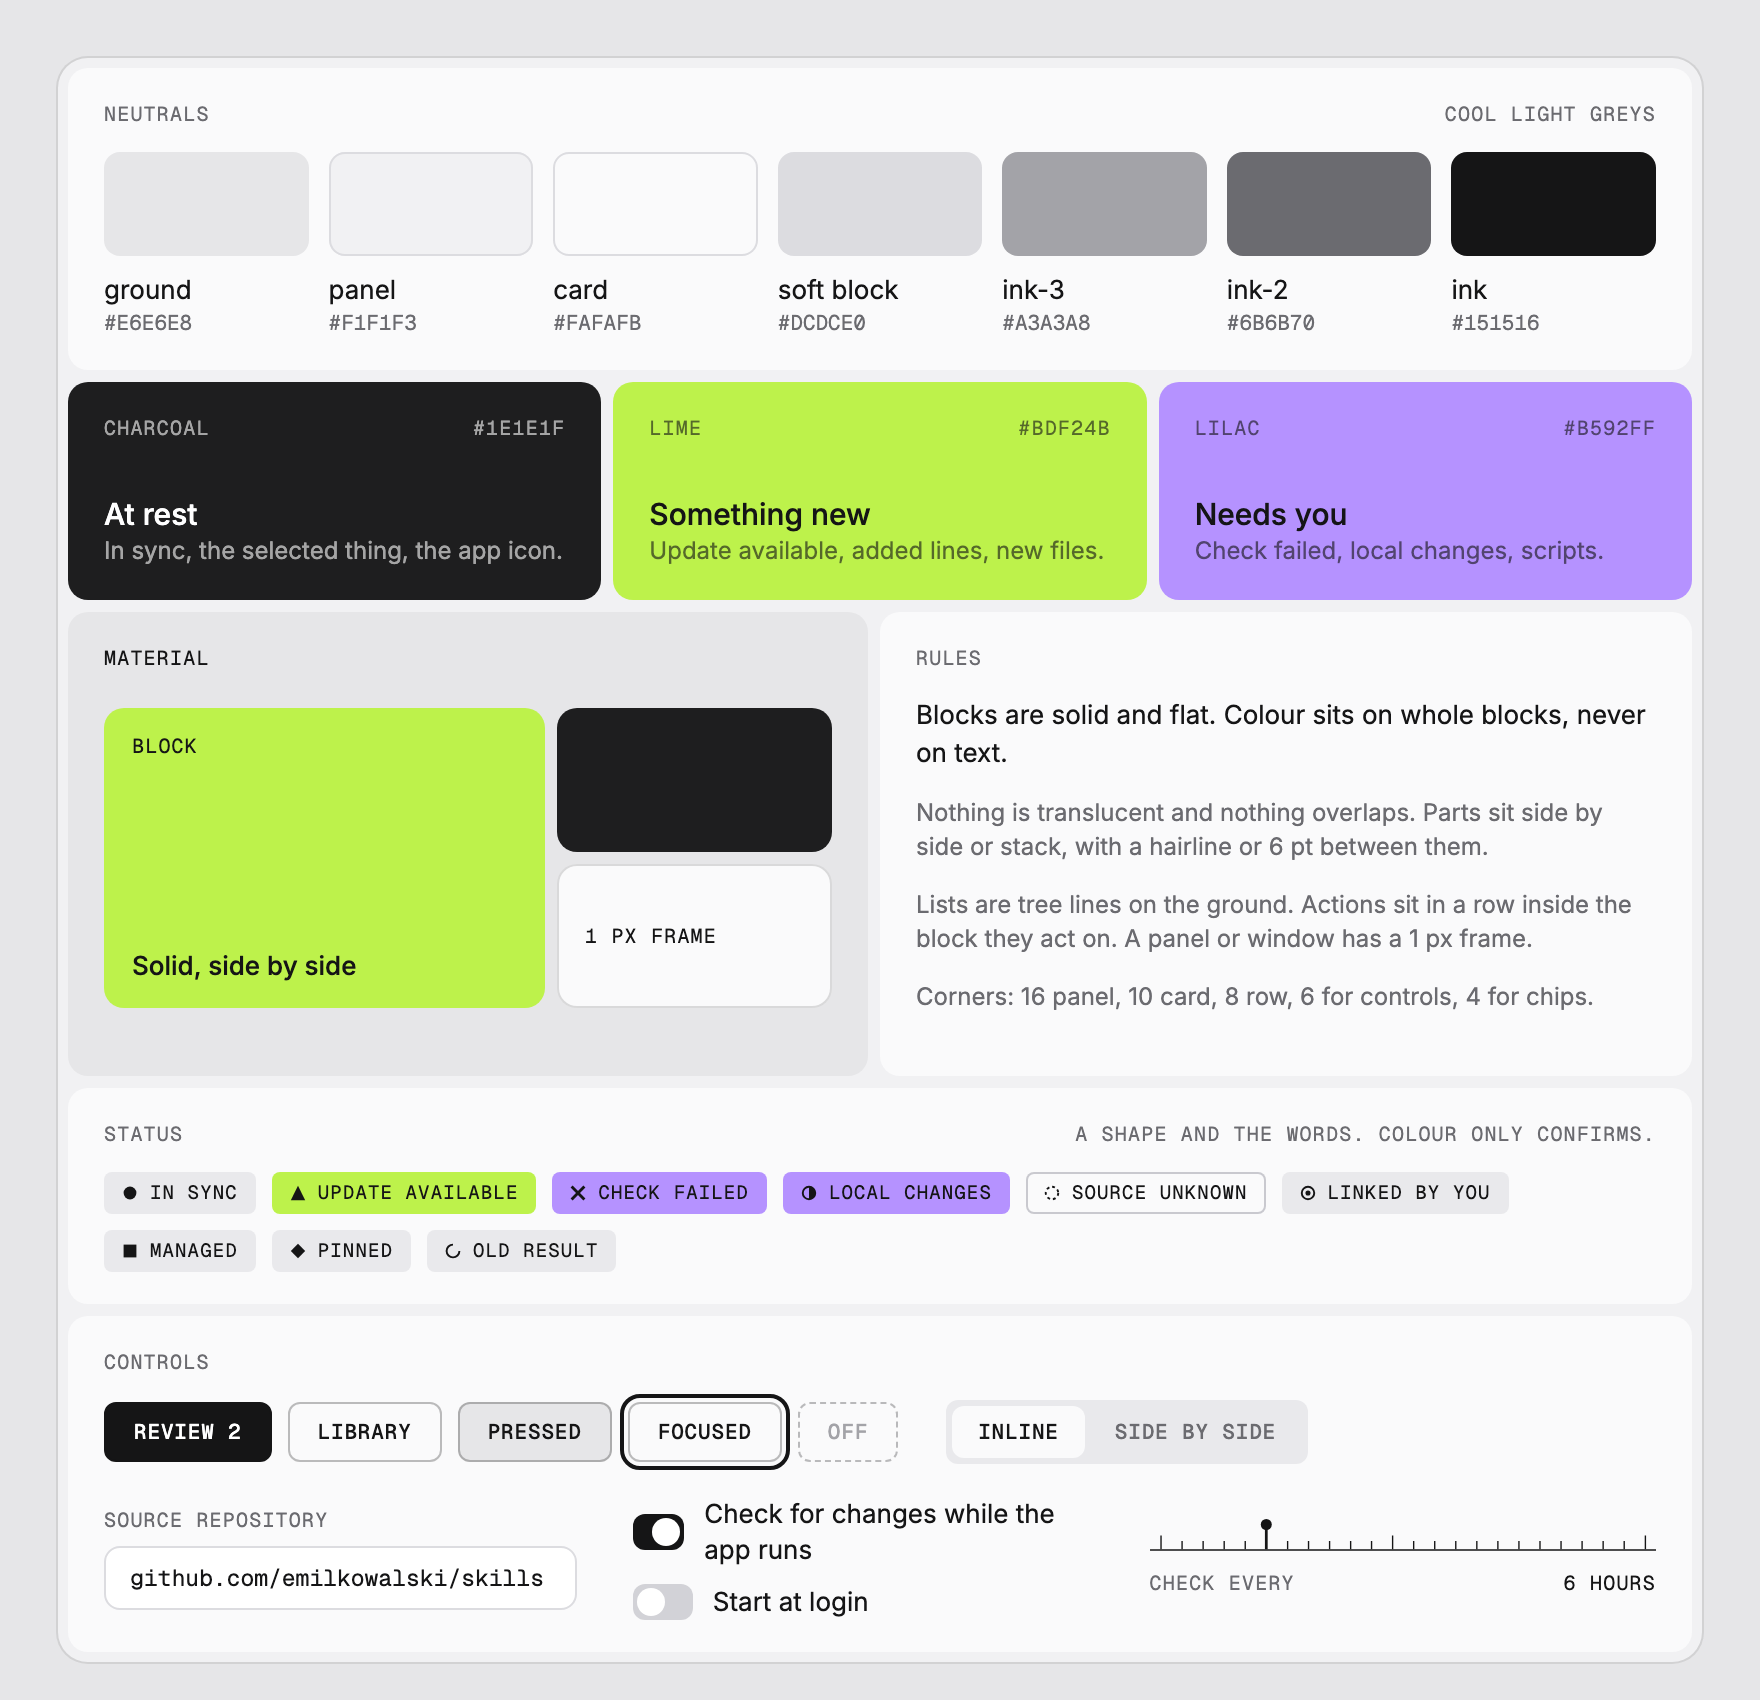 NEUTRALS
COOL LIGHT GREYS
ground
#E6E6E8
panel
#F1F1F3
card
#FAFAFB
soft block
#DCDCE0
ink-3
#A3A3A8
ink-2
#6B6B70
ink
#151516
CHARCOAL
#1E1E1F
At rest
In sync, the selected thing, the app icon.
LIME
#BDF24B
Something new
Update available, added lines, new files.
LILAC
#B592FF
Needs you
Check failed, local changes, scripts.
MATERIAL
BLOCK
Solid, side by side
1 PX FRAME
RULES
Blocks are solid and flat. Colour sits on whole blocks, never
on text.
Nothing is translucent and nothing overlaps. Parts sit side by
side or stack, with a hairline or 6 pt between them.
Lists are tree lines on the ground. Actions sit in a row inside the
block they act on. A panel or window has a 1 px frame.
Corners: 16 panel, 10 card, 8 row, 6 for controls, 4 for chips.
STATUS
A SHAPE AND THE WORDS. COLOUR ONLY CONFIRMS.
IN SYNC
UPDATE AVAILABLE
CHECK FAILED
LOCAL CHANGES
SOURCE UNKNOWN
LINKED BY YOU
MANAGED
PINNED
OLD RESULT
CONTROLS
REVIEW 2
LIBRARY
PRESSED
FOCUSED
OFF
INLINE
SIDE BY SIDE
SOURCE REPOSITORY
github.com/emilkowalski/skills
Check for changes while the
app runs
Start at login
CHECK EVERY
6 HOURS